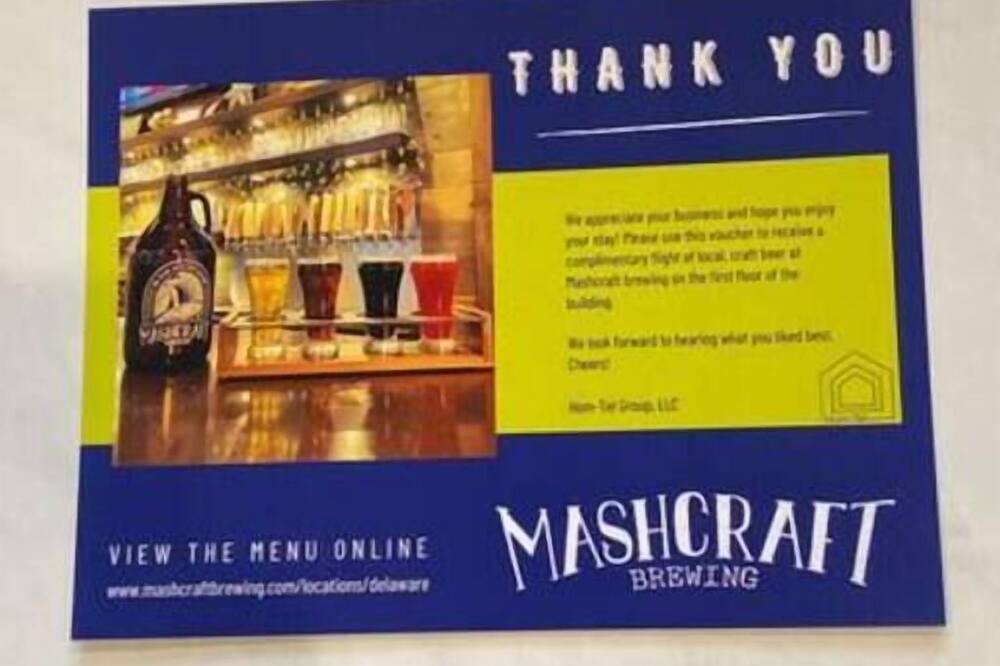 THANK YOU
We appreciate your business and hope you enjoy
your stay! Please use this voucher to receive a
complimentary flight of local, craft beer at
Mashcraft brewing on the first floor of the
building.
We look forward to hearing what you liked best.
Cheers!
Group, LLC
MASHCRAFT
VIEW THE MENU ONLINE
www.mashcraftbrewing.com/locations/delaware
MASHCRAFT
BREWING